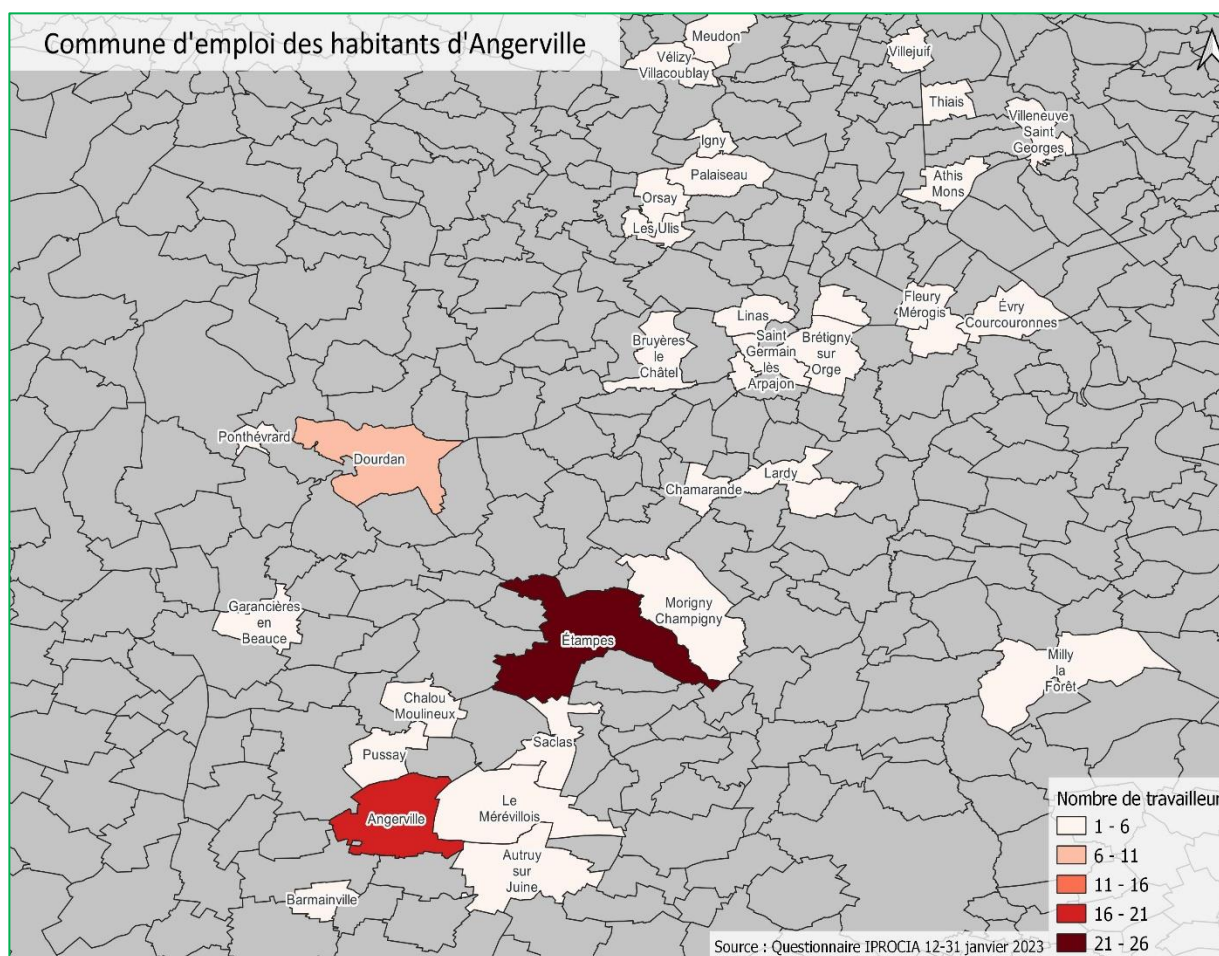 Commune d'emploi des habitants d'Angerville
Meudon
Vélizy
Villacoublay
Villejuif
Thiais
Villeneuve
Saint
Georges
Igny
Palaiseau
Athis
Mons
Orsay
Les Ulis
Fleury
Mérogis
Évry
Courcouronnes
Linas
Bruyères
le
Châtel
Saint
Germain
lès
Arpajon
Brétigny
sur
Orge
Ponthévrard
Dourdan
Lardy
Chamarande
Garancières
en
Beauce
Morigny
Champigny
Étampes
Milly
la
Forêt
Chalou
Moulineux
Saclas
Pussay
Le
Mérévillois
Angerville
Autruy
sur
Juine
Barmainville
Nombre de travailleur
1 - 6
6 - 11
11 - 16
16 - 21
21 - 26
Source : Questionnaire IPROCIA 12-31 janvier 2023